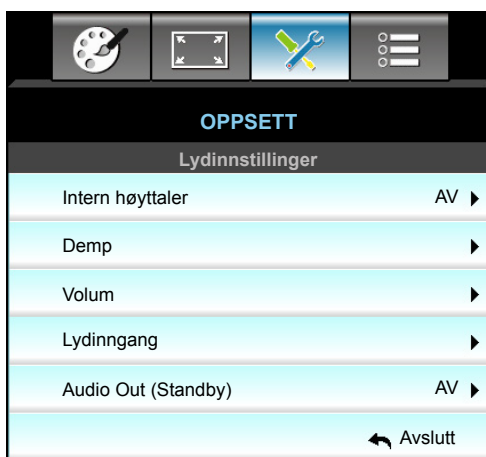 OPPSETT
Lydinnstillinger
Intern høyttaler AV
Demp
Volum
Lydinngang
Audio Out (Standby) AV
Avslutt